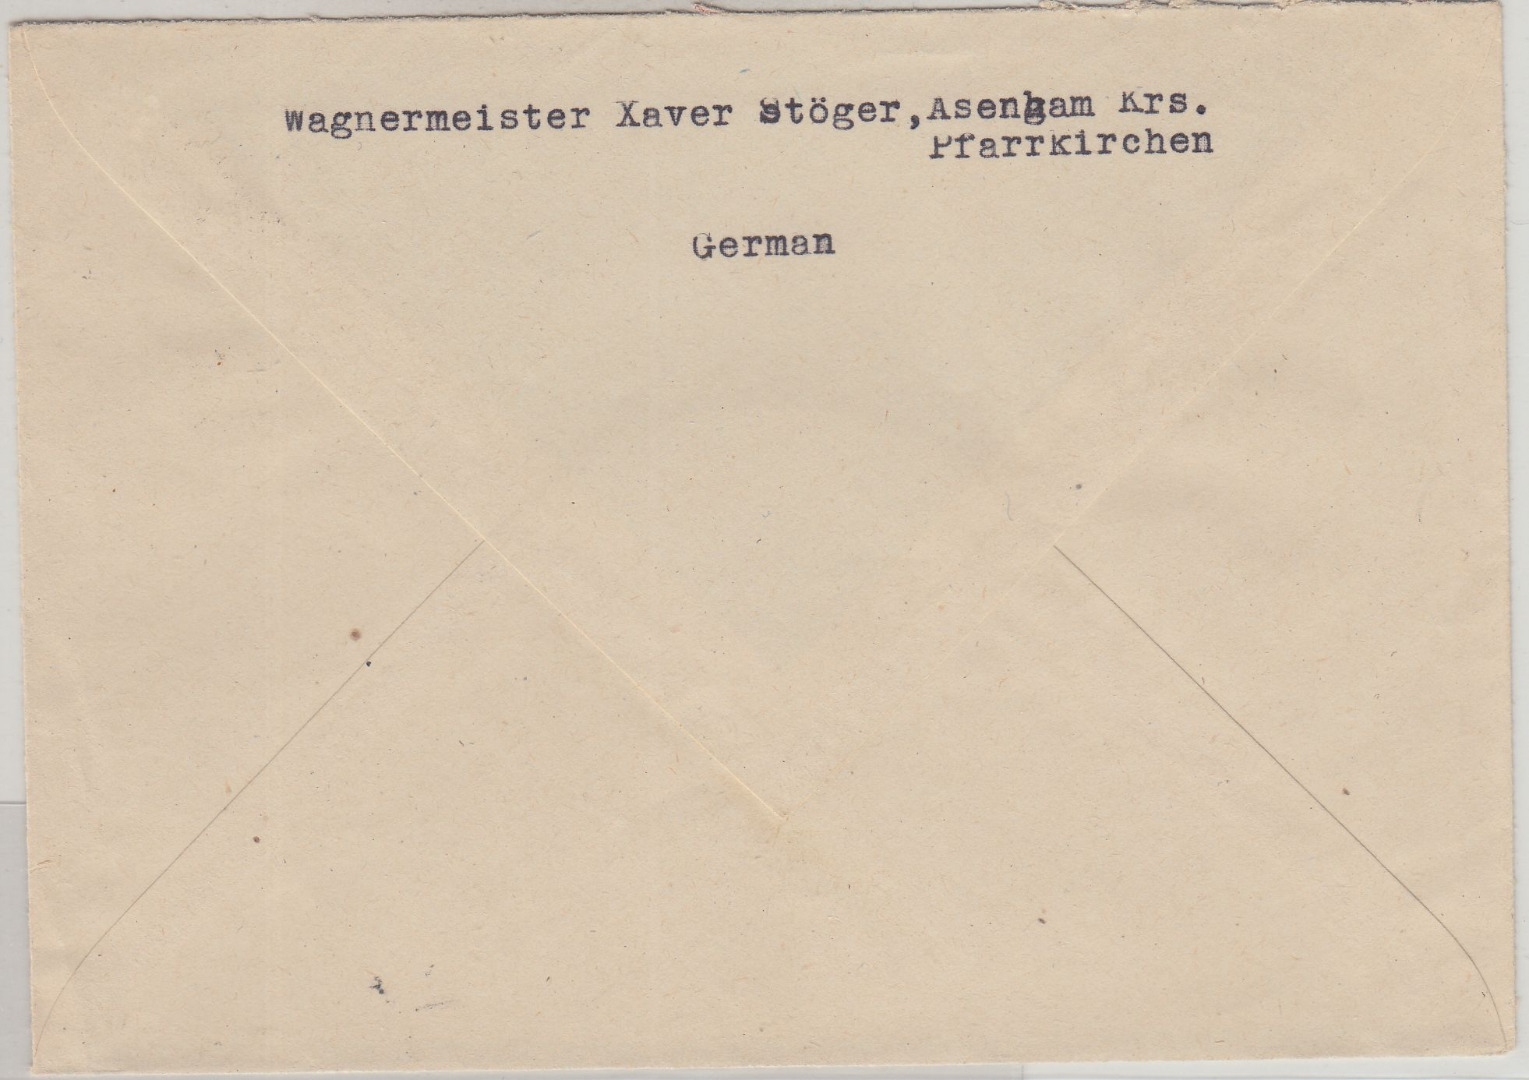 Wagnermeister Xaver Stöger,Asenham Krs.
Pfarrkirchen
German